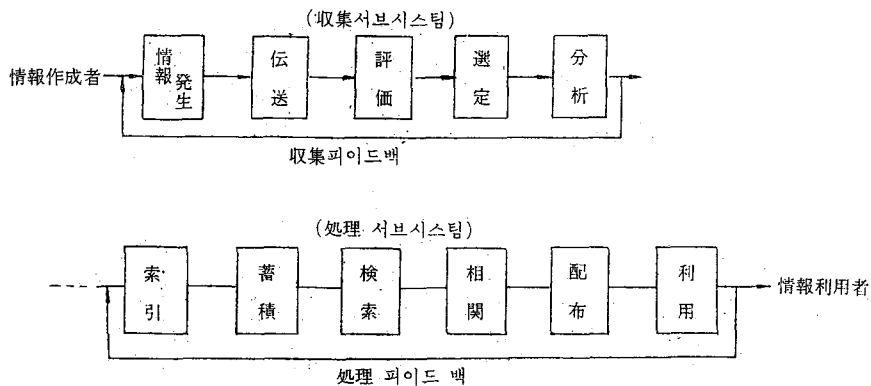 (収集서브시스팀)
情報作成者
情報発生
伝送
評価
選定
分析
収集피이드백
(処理 서브시스팀)
索引
蓄積
検索
相関
配布
利用
情報利用者
処理 피이드 백